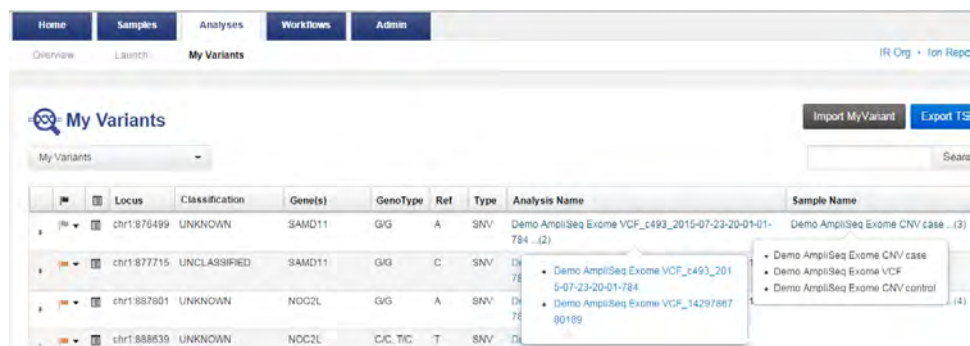 Home Samples Analyses Workflows Admin
Overview Launch My Variants
IR Org • Ion Repo
My Variants
Import MyVariant Export TS
My Variants
Sear
Locus Classification Gene(s) GenoType Ref Type Analysis Name Sample Name
chr1:876499 UNKNOWN SAMD11 G/G A SNV Demo AmpliSeq Exome VCF_c493_2015-07-23-20-01-01-784 ...(2) Demo AmpliSeq Exome CNV case ...(3)
chr1:877715 UNCLASSIFIED SAMD11 G/G C SNV
chr1:887801 UNKNOWN NOC2L G/G A SNV ...(4)
chr1:888639 UNKNOWN NOC2L C/C, T/C T SNV
• Demo AmpliSeq Exome VCF_c493_201
5-07-23-20-01-784
• Demo AmpliSeq Exome VCF_14297867
80189
• Demo AmpliSeq Exome CNV case
• Demo AmpliSeq Exome VCF
• Demo AmpliSeq Exome CNV control